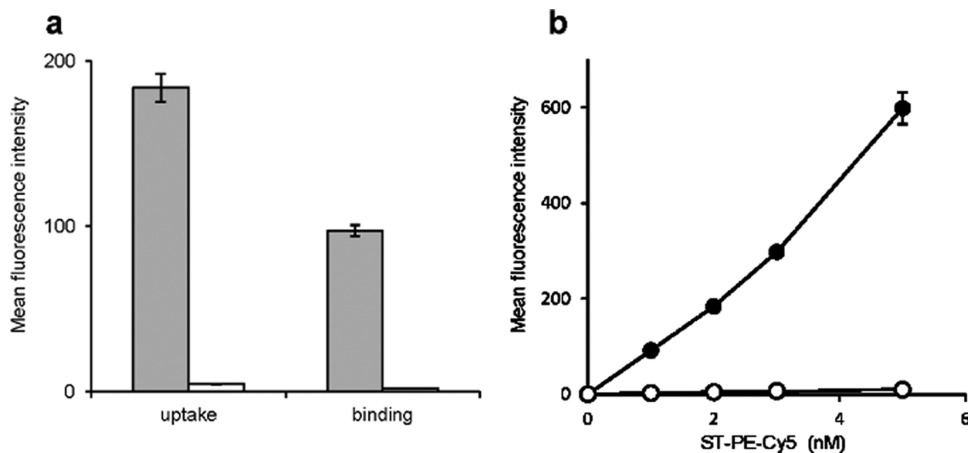 a
Mean fluorescence intensity
200
100
0
uptake
binding
b
Mean fluorescence intensity
600
400
200
0
0
2
4
6
ST-PE-Cy5 (nM)